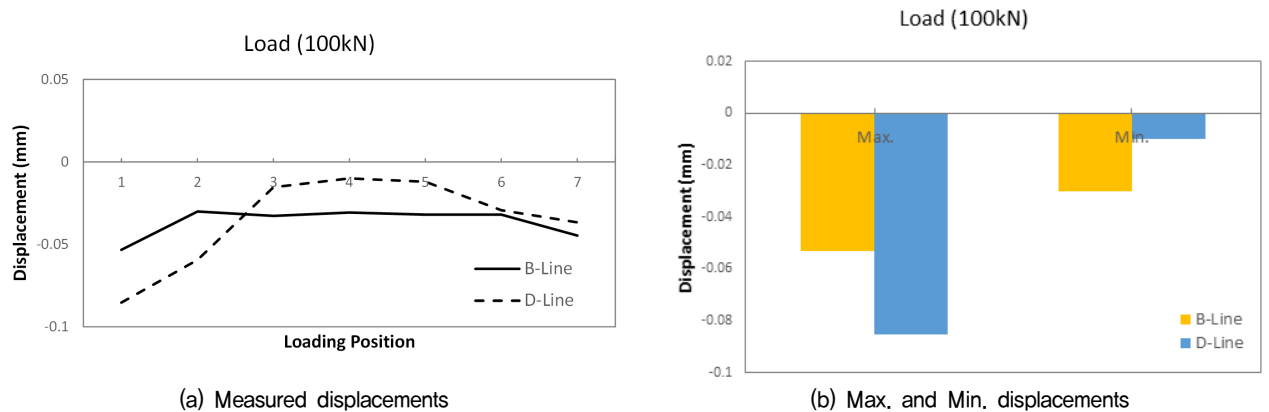 Load (100kN)
0.05
0
-0.05
-0.1
1 2 3 4 5 6 7
Displacement (mm)
B-Line
D-Line
Loading Position
(a) Measured displacements
Load (100kN)
0.02
0
-0.02
-0.04
-0.06
-0.08
-0.1
Max. Min.
Displacement (mm)
B-Line
D-Line
(b) Max. and Min. displacements